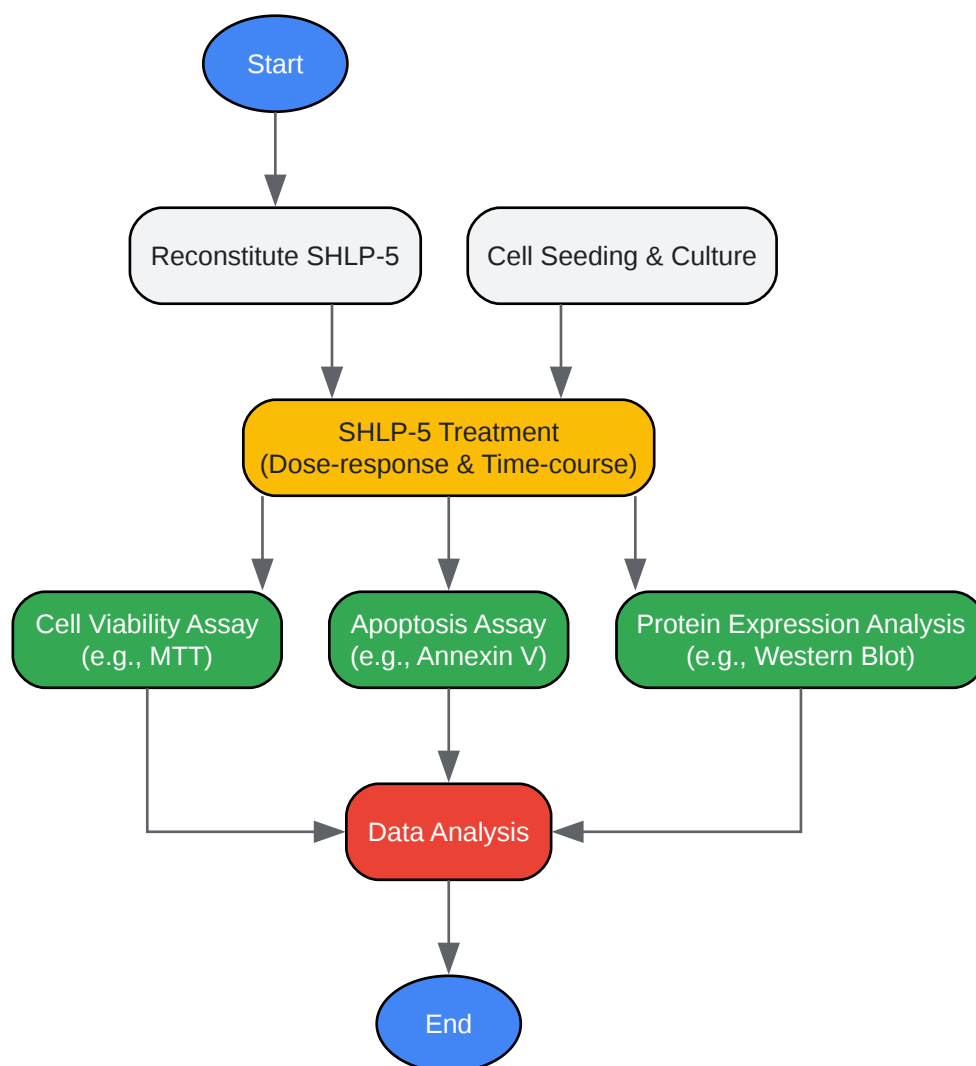 Start
Reconstitute SHLP-5
Cell Seeding & Culture
SHLP-5 Treatment
(Dose-response & Time-course)
Cell Viability Assay
(e.g., MTT)
Apoptosis Assay
(e.g., Annexin V)
Protein Expression Analysis
(e.g., Western Blot)
Data Analysis
End